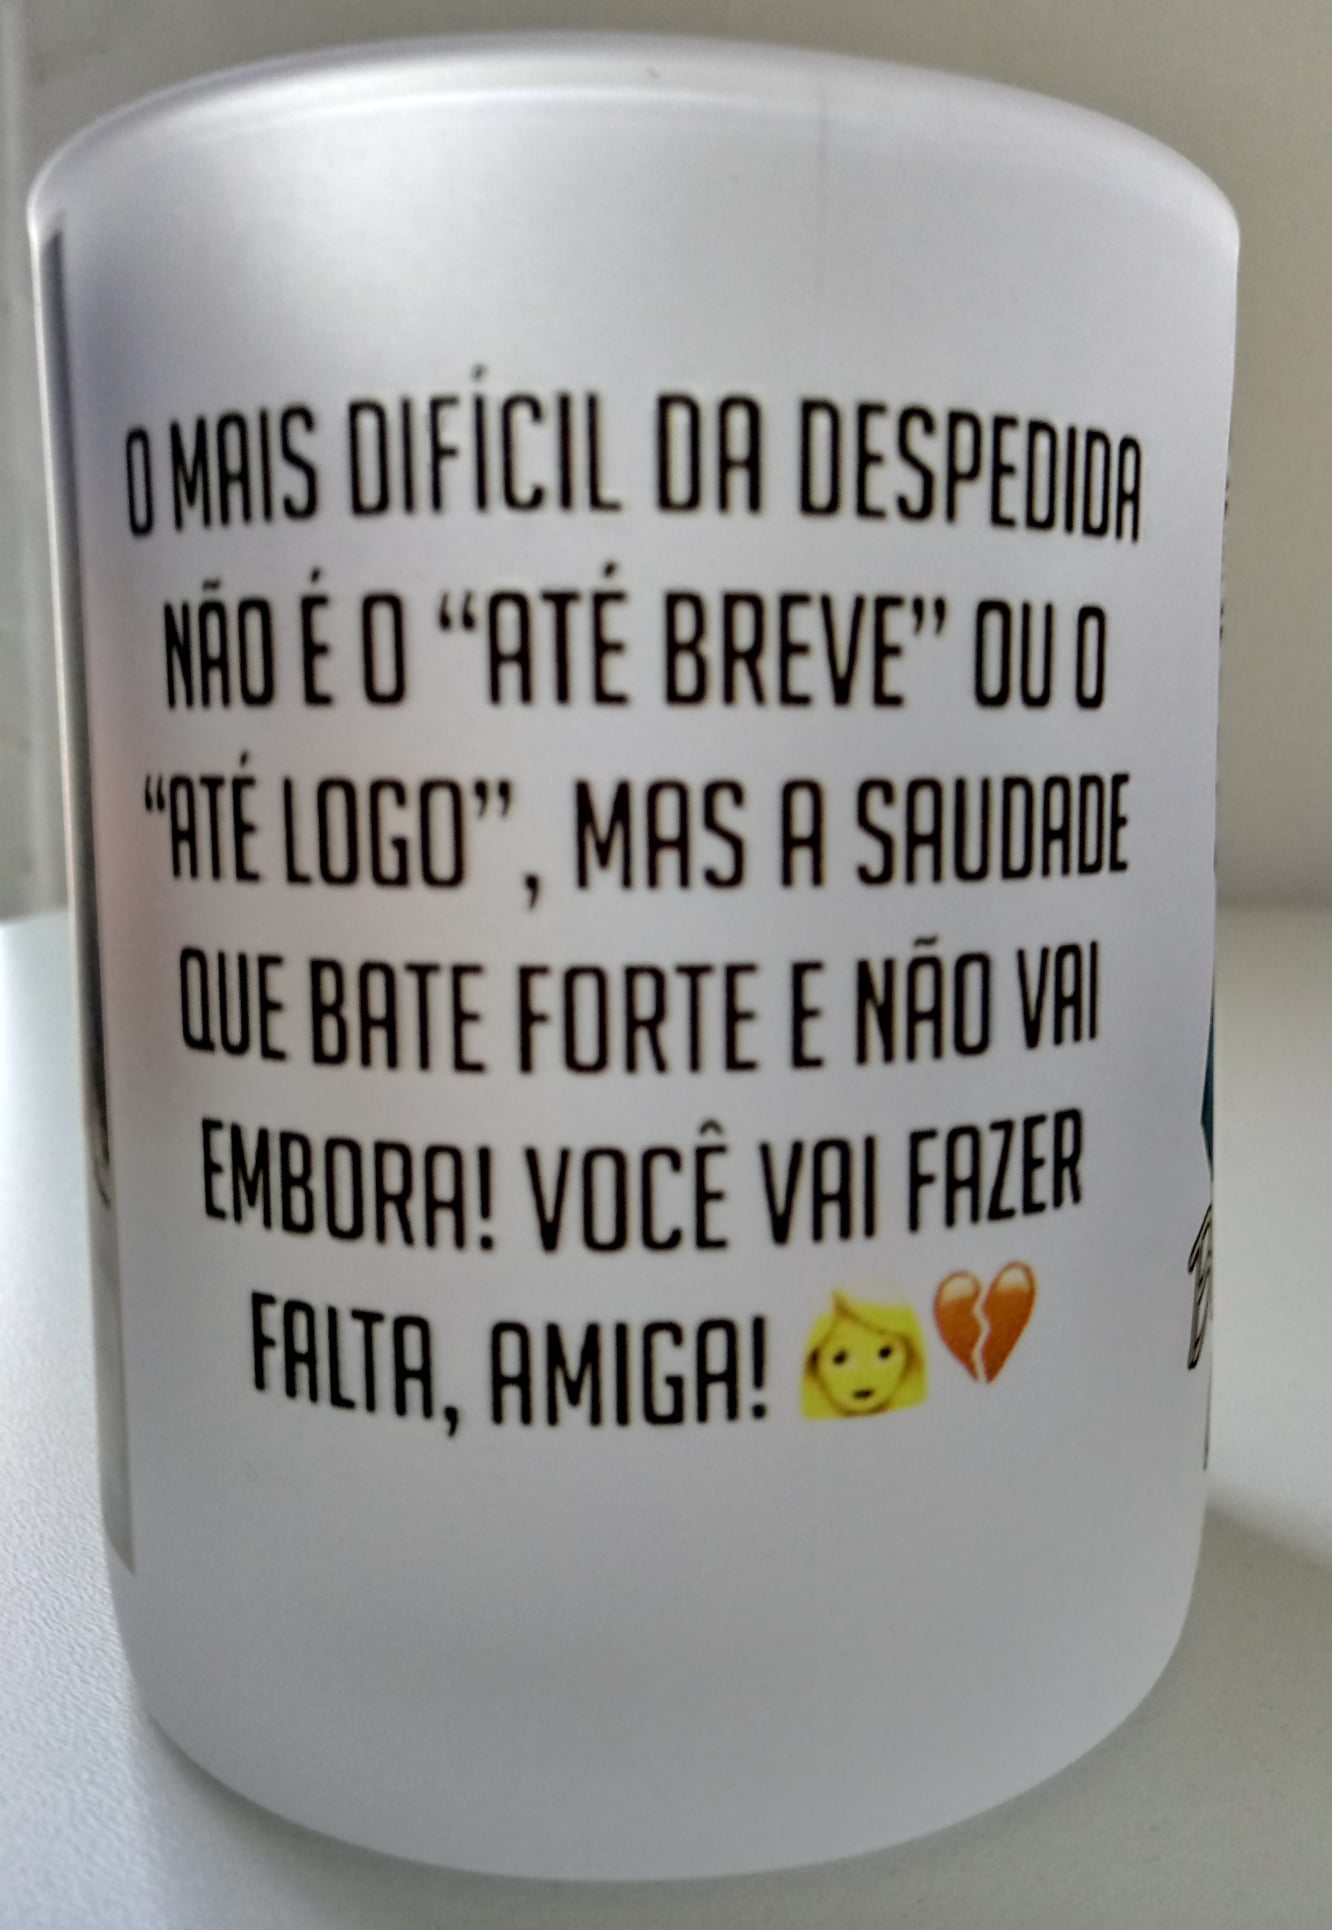 O MAIS DIFÍCIL DA DESPEDIDA
NÃO É O “ATÉ BREVE” OU O
“ATÉ LOGO” , MAS A SAUDADE
QUE BATE FORTE E NÃO VAI
EMBORA! VOCÊ VAI FAZER
FALTA, AMIGA! 👩💔